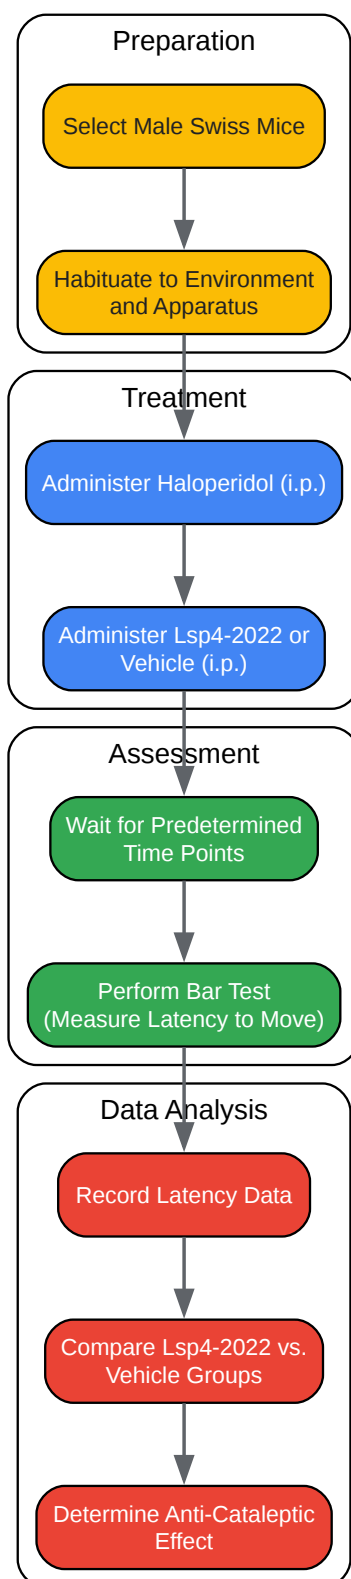 Preparation
Select Male Swiss Mice
Habituate to Environment
and Apparatus
Treatment
Administer Haloperidol (i.p.)
Administer Lsp4-2022 or
Vehicle (i.p.)
Assessment
Wait for Predetermined
Time Points
Perform Bar Test
(Measure Latency to Move)
Data Analysis
Record Latency Data
Compare Lsp4-2022 vs.
Vehicle Groups
Determine Anti-Cataleptic
Effect